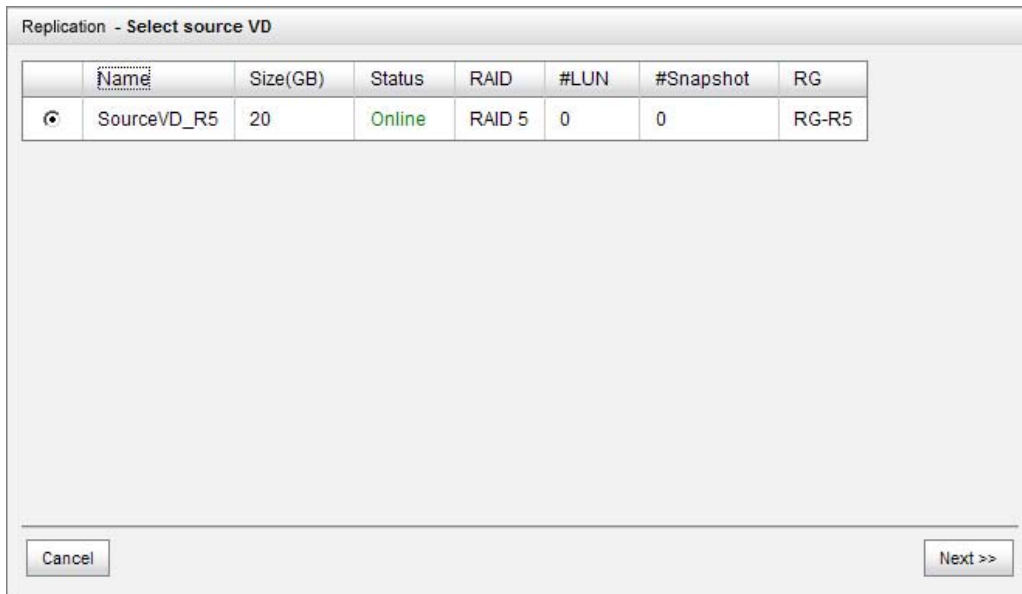 Replication - Select source VD
Name Size(GB) Status RAID #LUN #Snapshot RG
SourceVD_R5 20 Online RAID 5 0 0 RG-R5
Cancel Next >>